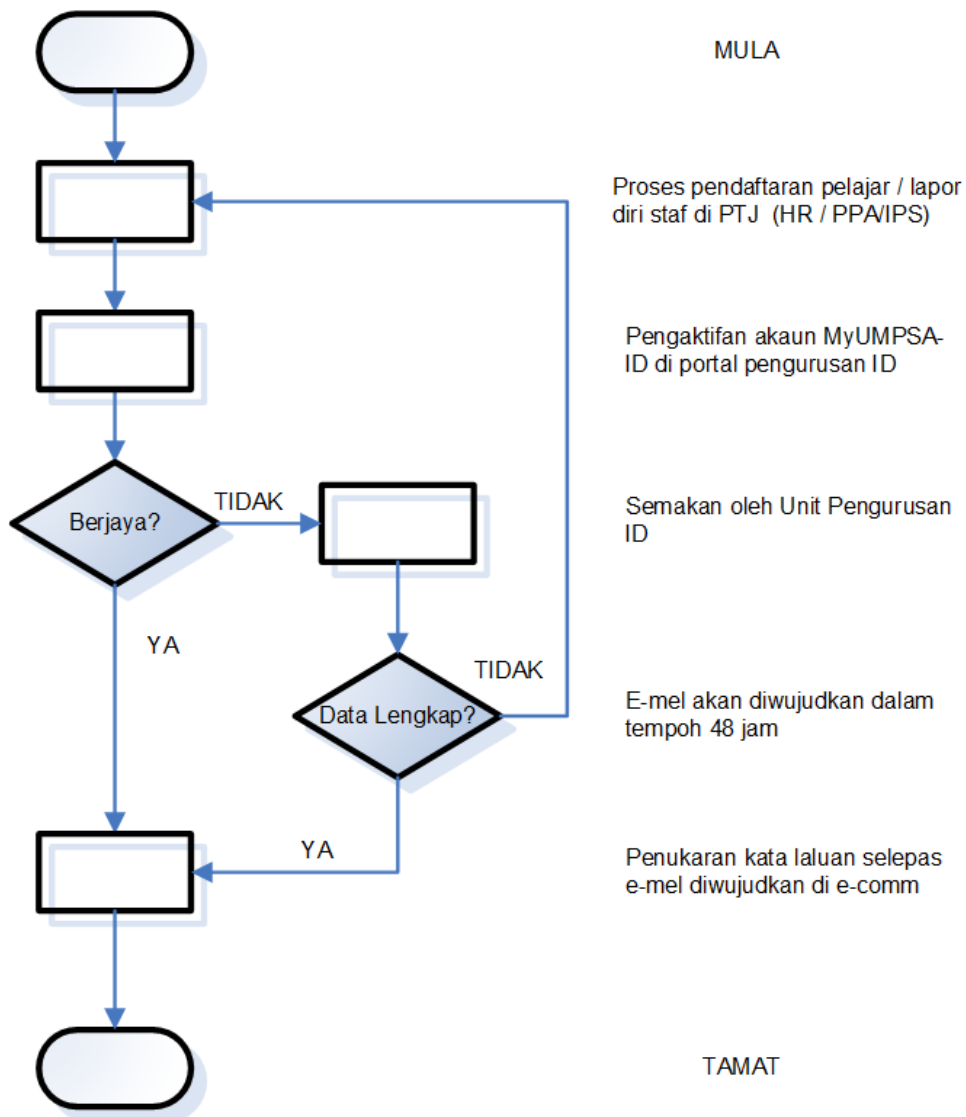 MULA
Proses pendaftaran pelajar / lapor
diri staf di PTJ (HR / PPA/IPS)
Pengaktifan akaun MyUMPSA-
ID di portal pengurusan ID
Berjaya?
TIDAK
Semakan oleh Unit Pengurusan
ID
YA
TIDAK
Data Lengkap?
E-mel akan diwujudkan dalam
tempoh 48 jam
YA
Penukaran kata laluan selepas
e-mel diwujudkan di e-comm
TAMAT